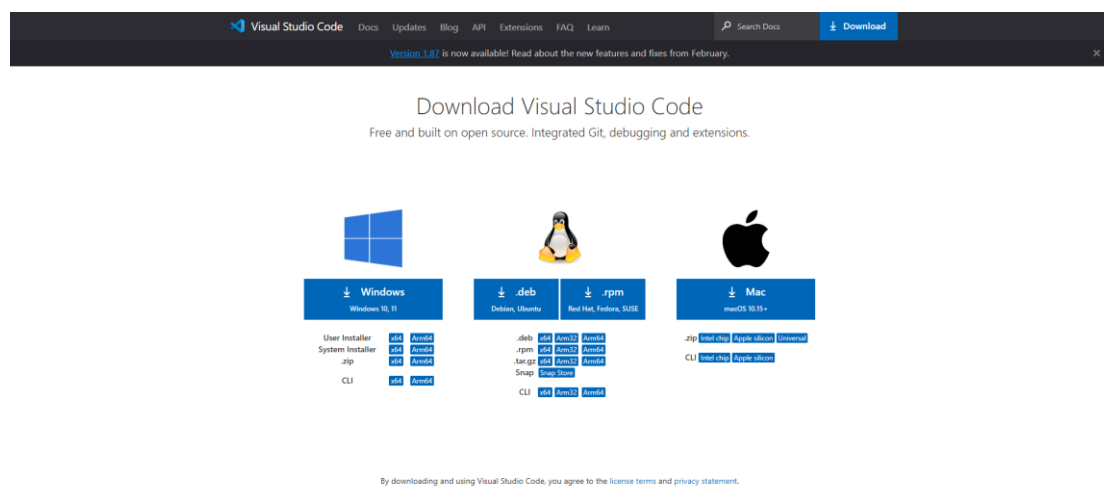 Visual Studio Code Docs Updates Blog API Extensions FAQ Learn Search Docs Download
Version 1.87 is now available! Read about the new features and fixes from February.
Download Visual Studio Code
Free and built on open source. Integrated Git, debugging and extensions.
Windows
Windows 10, 11
User Installer x64 Arm64
System Installer x64 Arm64
.zip x64 Arm64
CLI x64 Arm64
.deb
Debian, Ubuntu
.rpm
Red Hat, Fedora, SUSE
.deb x64 Arm32 Arm64
.rpm x64 Arm32 Arm64
.tar.gz x64 Arm32 Arm64
Snap Snap Store
CLI x64 Arm32 Arm64
Mac
macOS 10.15+
.zip Intel chip Apple silicon Universal
CLI Intel chip Apple silicon
By downloading and using Visual Studio Code, you agree to the license terms and privacy statement.